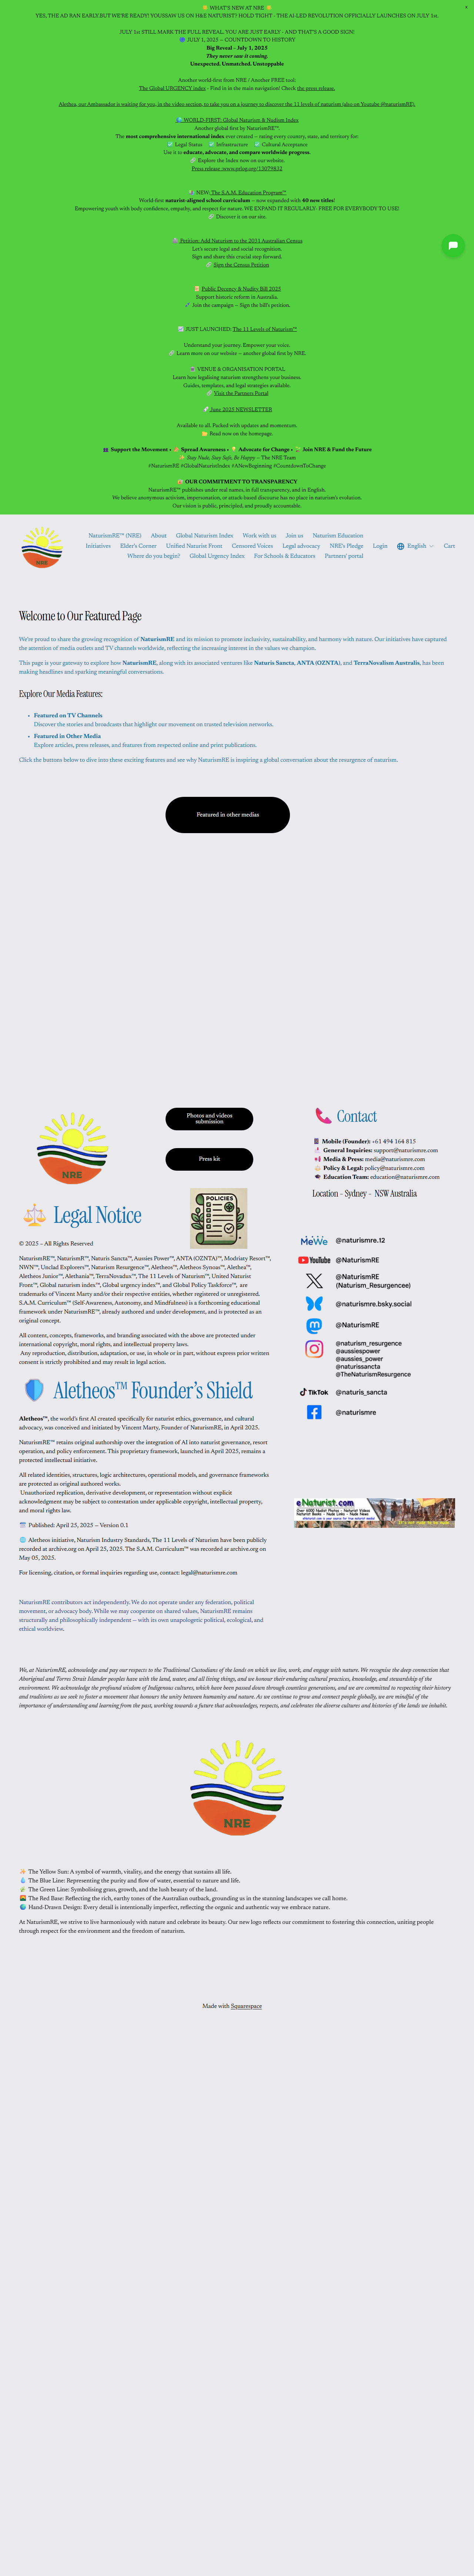 ☀️ WHAT'S NEW AT NRE ☀️
YES, THE AD RAN EARLY.BUT WE'RE READY! YOUSSAW US ON H&E NATURIST? HOLD TIGHT - THE AI-LED REVOLUTION OFFICIALLY LAUNCHES ON JULY 1st.
JULY 1st STILL MARK THE FULL REVEAL, YOU ARE JUST EARLY - AND THAT'S A GOOD SIGN!
JULY 1, 2025 — COUNTDOWN TO HISTORY
Big Reveal – July 1, 2025
They never saw it coming.
Unexpected. Unmatched. Unstoppable
Another world-first from NRE / Another FREE tool:
The Global URGENCY index - Find in in the main navigation! Check the press release.
Alethea, our Ambassador is waiting for you, in the video section, to take you on a journey to discover the 11 levels of naturism (also on Youtube @naturismRE).
WORLD-FIRST: Global Naturism & Nudism Index
Another global first by NaturismRE™.
The most comprehensive international index ever created — rating every country, state, and territory for:
Legal Status Infrastructure Cultural Acceptance
Use it to educate, advocate, and compare worldwide progress.
Explore the Index now on our website.
Press release :www.prlog.org/13079832
NEW: The S.A.M. Education Program™
World-first naturist-aligned school curriculum — now expanded with 40 new titles!
Empowering youth with body confidence, empathy, and respect for nature. WE EXPAND IT REGULARLY- FREE FOR EVERYBODY TO USE!
Discover it on our site.
Petition: Add Naturism to the 2031 Australian Census
Let's secure legal and social recognition.
Sign and share this crucial step forward.
Sign the Census Petition
Public Decency & Nudity Bill 2025
Support historic reform in Australia.
Join the campaign — Sign the bill's petition.
JUST LAUNCHED: The 11 Levels of Naturism™
Understand your journey. Empower your voice.
Learn more on our website — another global first by NRE.
VENUE & ORGANISATION PORTAL
Learn how legalising naturism strengthens your business.
Guides, templates, and legal strategies available.
Visit the Partners Portal
June 2025 NEWSLETTER
Available to all. Packed with updates and momentum.
Read now on the homepage.
Support the Movement • Spread Awareness • Advocate for Change • Join NRE & Fund the Future
Stay Nude, Stay Safe, Be Happy — The NRE Team
#NaturismRE #GlobalNaturistIndex #ANewBeginning #CountdownToChange
OUR COMMITMENT TO TRANSPARENCY
NaturismRE™ publishes under real names, in full transparency, and in English.
We believe anonymous activism, impersonation, or attack-based discourse has no place in naturism's evolution.
Our vision is public, principled, and proudly accountable.
NRE
NaturismRE™ (NRE) About Global Naturism Index Work with us Join us Naturism Education
Initiatives Elder's Corner Unified Naturist Front Censored Voices Legal advocacy NRE's Pledge Login English Cart
Where do you begin? Global Urgency Index For Schools & Educators Partners' portal
Welcome to Our Featured Page
We're proud to share the growing recognition of NaturismRE and its mission to promote inclusivity, sustainability, and harmony with nature. Our initiatives have captured
the attention of media outlets and TV channels worldwide, reflecting the increasing interest in the values we champion.
This page is your gateway to explore how NaturismRE, along with its associated ventures like Naturis Sancta, ANTA (OZNTA), and TerraNovalism Australis, has been
making headlines and sparking meaningful conversations.
Explore Our Media Features:
• Featured on TV Channels
Discover the stories and broadcasts that highlight our movement on trusted television networks.
• Featured in Other Media
Explore articles, press releases, and features from respected online and print publications.
Click the buttons below to dive into these exciting features and see why NaturismRE is inspiring a global conversation about the resurgence of naturism.
Featured in other medias
NRE
Photos and videos
submission
Press kit
POLICIES
Contact
Mobile (Founder): +61 494 164 815
General Inquiries: support@naturismre.com
Media & Press: media@naturismre.com
Policy & Legal: policy@naturismre.com
Education Team: education@naturismre.com
Location - Sydney - NSW Australia
MeWe @naturismre.12
YouTube @NaturismRE
@NaturismRE
(Naturism_Resurgencee)
@naturismre.bsky.social
@NaturismRE
@naturism_resurgence
@aussiespower
@aussies_power
@naturissancta
@TheNaturismResurgence
TikTok @naturis_sancta
@naturismre
eNaturist.com
Legal Notice
© 2025 – All Rights Reserved
NaturismRE™, NaturismR™, Naturis Sancta™, Aussies Power™, ANTA (OZNTA)™, Modriaty Resort™,
NWN™, Unclad Explorers™, Naturism Resurgence™, Aletheos™, Aletheos Synous™, Alethea™,
Aletheos Junior™, Alethania™, TerraNovadux™, The 11 Levels of Naturism™, United Naturist
Front™, Global naturism index™, Global urgency index™, and Global Policy Taskforce™, are
trademarks of Vincent Marty and/or their respective entities, whether registered or unregistered.
S.A.M. Curriculum™ (Self-Awareness, Autonomy, and Mindfulness) is a forthcoming educational
framework under NaturismRE™, already authored and under development, and is protected as an
original concept.
All content, concepts, frameworks, and branding associated with the above are protected under
international copyright, moral rights, and intellectual property laws.
Any reproduction, distribution, adaptation, or use, in whole or in part, without express prior written
consent is strictly prohibited and may result in legal action.
Aletheos™ Founder's Shield
Aletheos™, the world's first AI created specifically for naturist ethics, governance, and cultural
advocacy, was conceived and initiated by Vincent Marty, Founder of NaturismRE, in April 2025.
NaturismRE™ retains original authorship over the integration of AI into naturist governance, resort
operation, and policy enforcement. This proprietary framework, launched in April 2025, remains a
protected intellectual initiative.
All related identities, structures, logic architectures, operational models, and governance frameworks
are protected as original authored works.
Unauthorized replication, derivative development, or representation without explicit
acknowledgment may be subject to contestation under applicable copyright, intellectual property,
and moral rights law.
Published: April 25, 2025 — Version 0.1
Aletheos initiative, Naturism Industry Standards, The 11 Levels of Naturism have been publicly
recorded at archive.org on April 25, 2025. The S.A.M. Curriculum™ was recorded at archive.org on
May 05, 2025.
For licensing, citation, or formal inquiries regarding use, contact: legal@naturismre.com
NaturismRE contributors act independently. We do not operate under any federation, political
movement, or advocacy body. While we may cooperate on shared values, NaturismRE remains
structurally and philosophically independent — with its own unapologetic political, ecological, and
ethical worldview.
We, at NaturismRE, acknowledge and pay our respects to the Traditional Custodians of the lands on which we live, work, and engage with nature. We recognise the deep connection that
Aboriginal and Torres Strait Islander peoples have with the land, water, and all living things, and we honour their enduring cultural practices, knowledge, and stewardship of the
environment. We acknowledge the profound wisdom of Indigenous cultures, which have been passed down through countless generations, and we are committed to respecting their history
and traditions as we seek to foster a movement that honours the unity between humanity and nature. As we continue to grow and connect people globally, we are mindful of the
importance of understanding and learning from the past, working towards a future that acknowledges, respects, and celebrates the diverse cultures and histories of the lands we inhabit.
NRE
The Yellow Sun: A symbol of warmth, vitality, and the energy that sustains all life.
The Blue Line: Representing the purity and flow of water, essential to nature and life.
The Green Line: Symbolising grass, growth, and the lush beauty of the land.
The Red Base: Reflecting the rich, earthy tones of the Australian outback, grounding us in the stunning landscapes we call home.
Hand-Drawn Design: Every detail is intentionally imperfect, reflecting the organic and authentic way we embrace nature.
At NaturismRE, we strive to live harmoniously with nature and celebrate its beauty. Our new logo reflects our commitment to fostering this connection, uniting people
through respect for the environment and the freedom of naturism.
Made with Squarespace